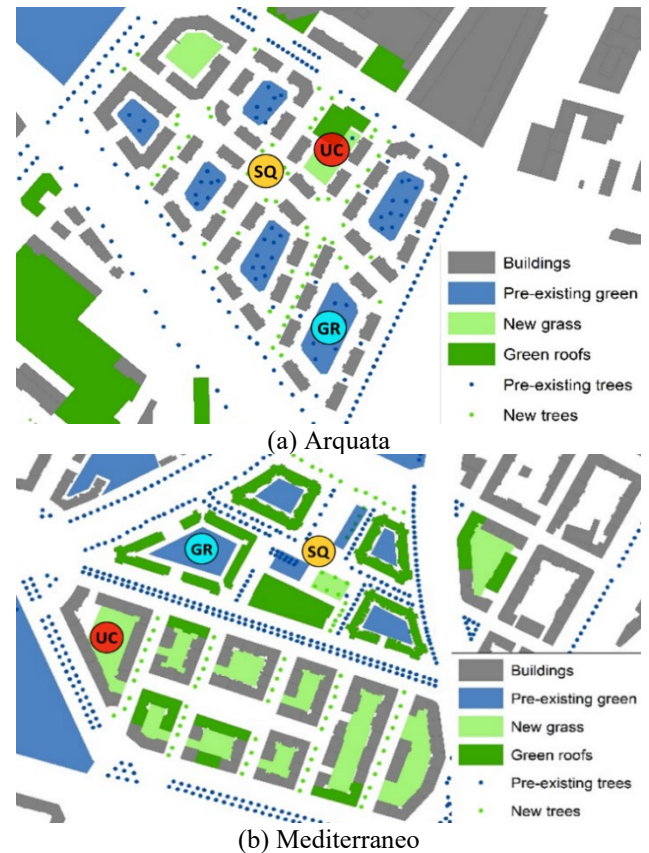 UC
SQ
GR
Buildings
Pre-existing green
New grass
Green roofs
Pre-existing trees
New trees
(a) Arquata
GR
SQ
UC
Buildings
Pre-existing green
New grass
Green roofs
Pre-existing trees
New trees
(b) Mediterraneo